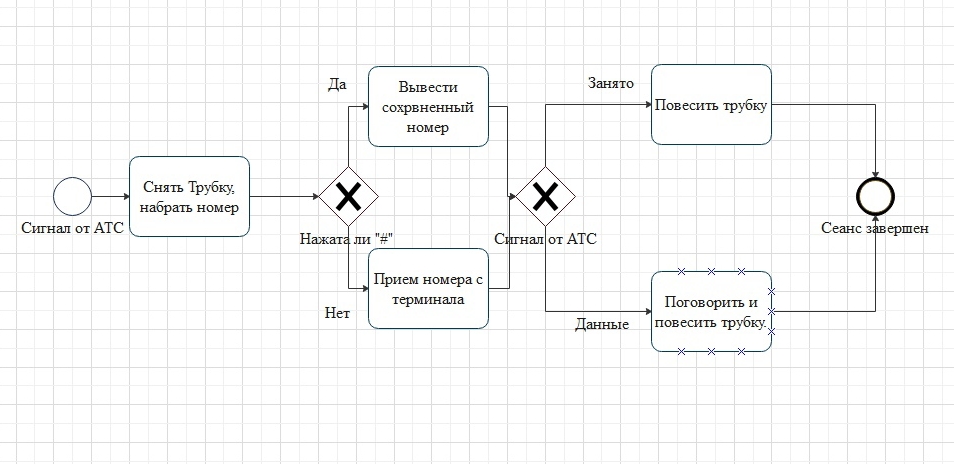 Сигнал от АТС
Снять Трубку,
набрать номер
Нажата ли "#"
Да
Вывести
сохрвненный
номер
Нет
Прием номера с
терминала
Сигнал от АТС
Занято
Повесить трубку
Данные
Поговорить и
повесить трубку.
Сеанс завершен